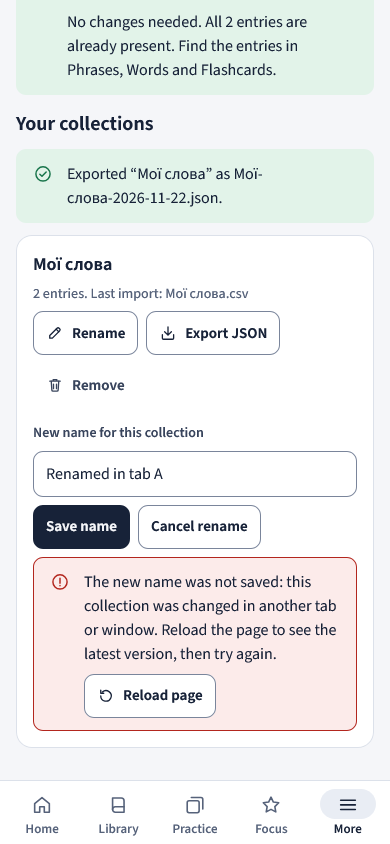 No changes needed. All 2 entries are
already present. Find the entries in
Phrases, Words and Flashcards.
Your collections
Exported “Мої слова” as Мої-
слова-2026-11-22.json.
Мої слова
2 entries. Last import: Мої слова.csv
Rename
Export JSON
Remove
New name for this collection
Renamed in tab A
Save name
Cancel rename
The new name was not saved: this
collection was changed in another tab
or window. Reload the page to see the
latest version, then try again.
Reload page
Home
Library
Practice
Focus
More